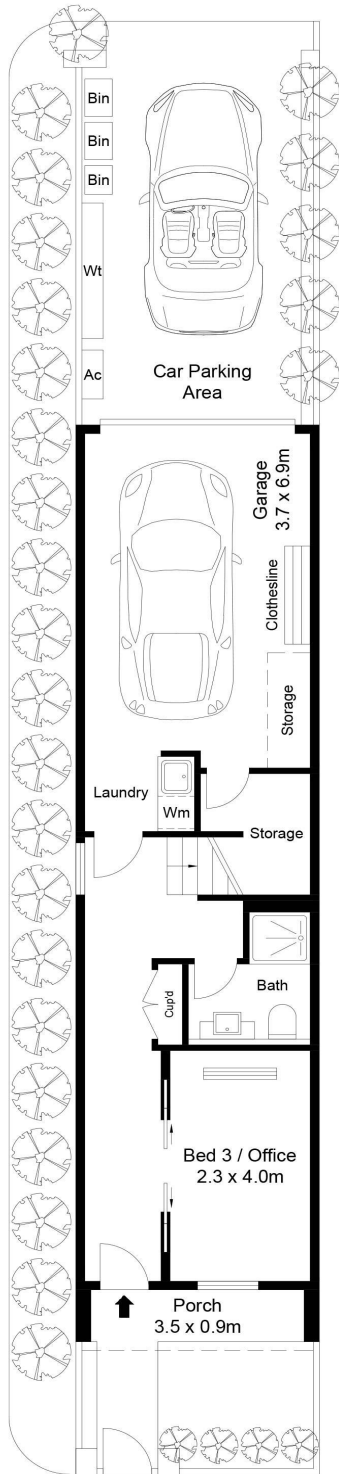 Bin
Bin
Bin
Wt
Ac
Car Parking
Area
Garage
3.7 x 6.9m
Clothesline
Storage
Laundry
Wm
Storage
Bath
Cup'd
Bed 3 / Office
2.3 x 4.0m
Porch
3.5 x 0.9m